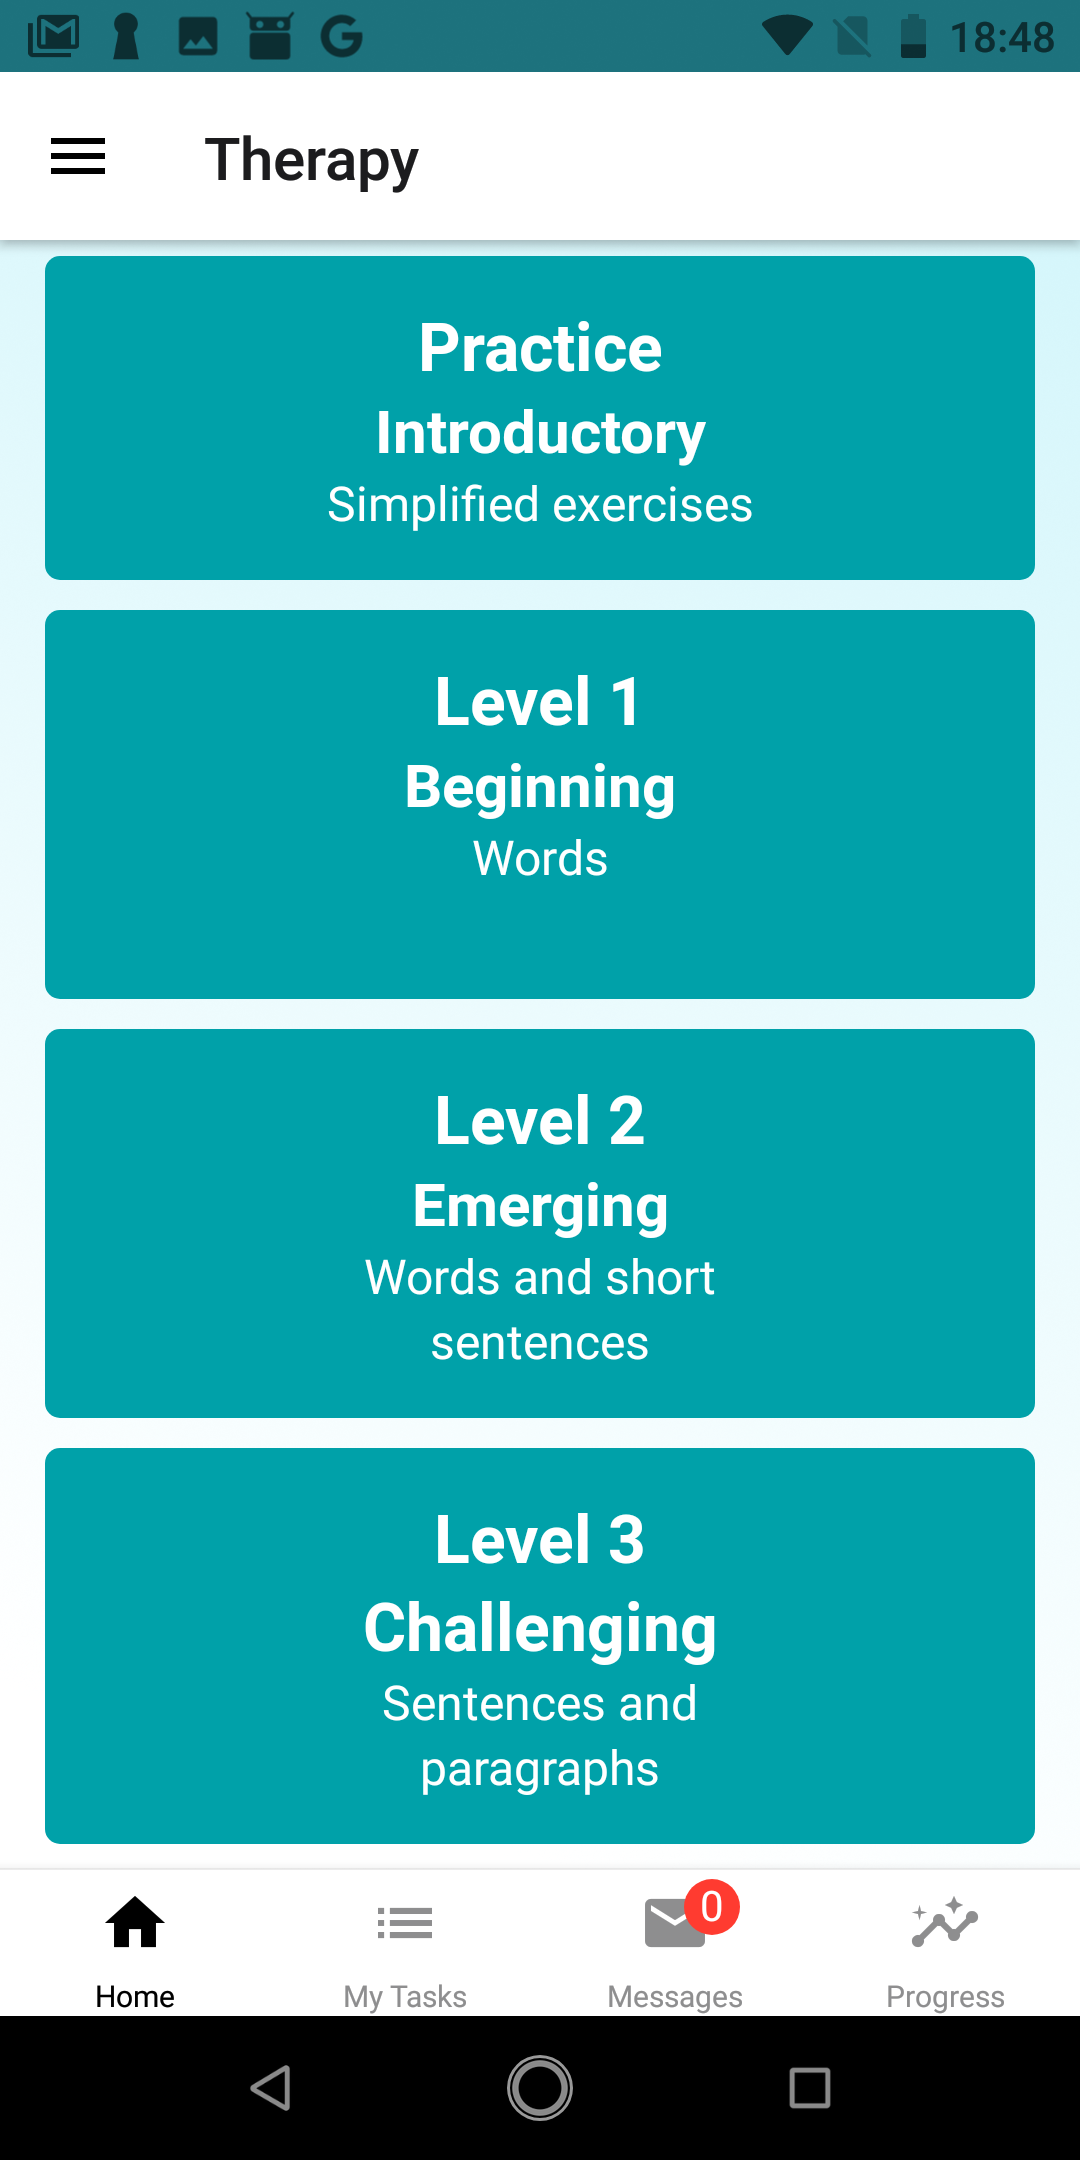 18:48
Therapy
Practice
Introductory
Simplified exercises
Level 1
Beginning
Words
Level 2
Emerging
Words and short
sentences
Level 3
Challenging
Sentences and
paragraphs
0
Home
My Tasks
Messages
Progress